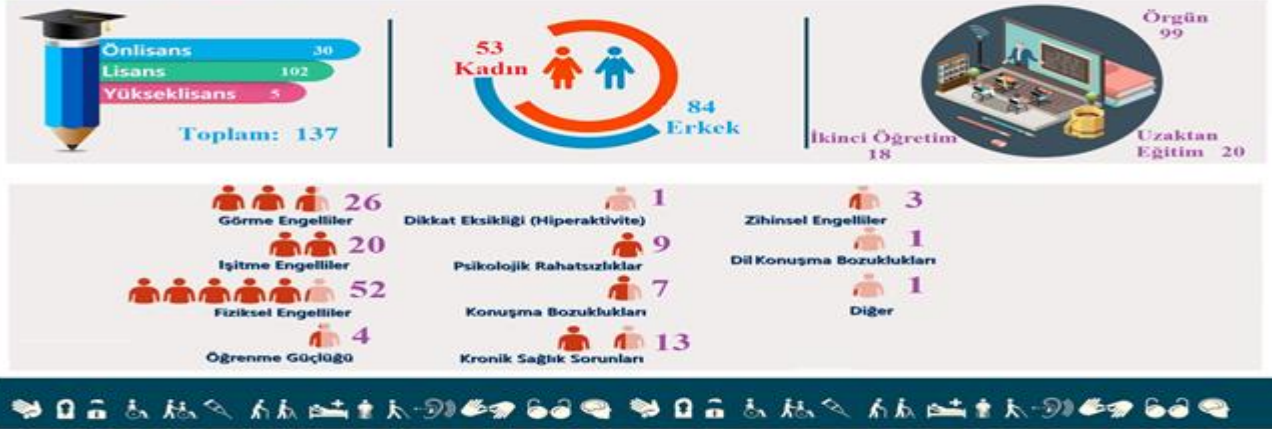 Önlisans 30
Lisans 102
Yükseklisans 5
Toplam: 137
53
Kadın
84
Erkek
Örgün
99
İkinci Öğretim
18
Uzaktan
Eğitim 20
26
Görme Engelliler
20
Işitme Engelliler
52
Fiziksel Engelliler
4
Öğrenme Güçlüğü
1
Dikkat Eksikliği (Hiperaktivite)
9
Psikolojik Rahatsızlıklar
7
Konuşma Bozuklukları
13
Kronik Sağlık Sorunları
3
Zihinsel Engelliler
1
Dil Konuşma Bozuklukları
1
Diğer